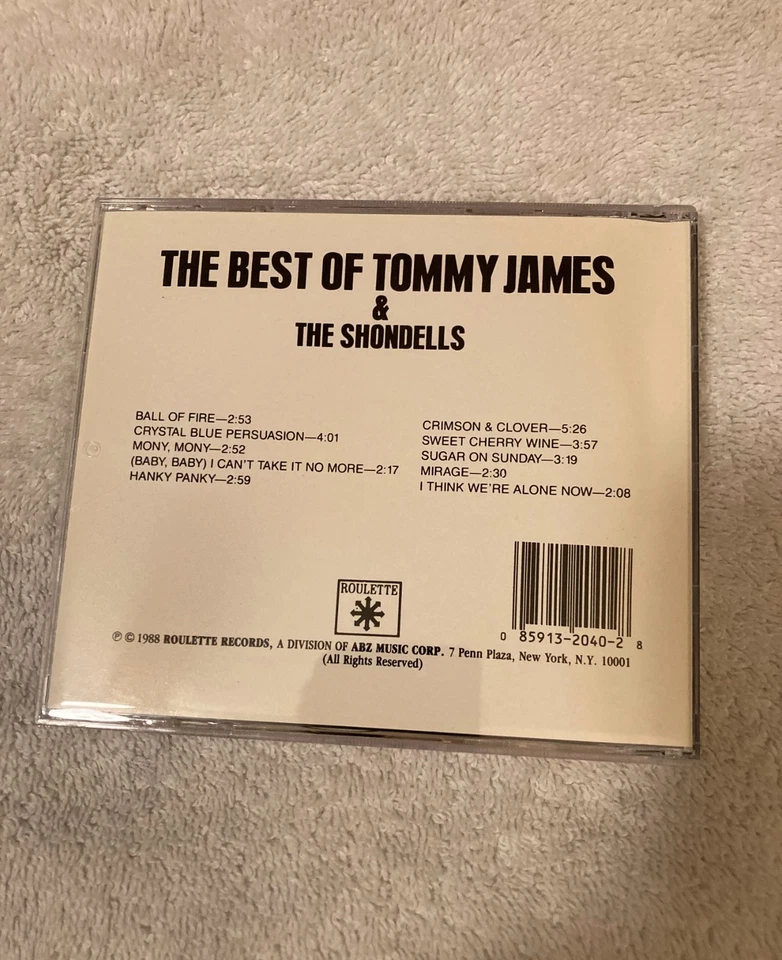 THE BEST OF TOMMY JAMES
&
THE SHONDELLS
BALL OF FIRE—2:53
CRYSTAL BLUE PERSUASION—4:01
MONY, MONY—2:52
(BABY, BABY) I CAN'T TAKE IT NO MORE—2:17
HANKY PANKY—2:59
CRIMSON & CLOVER—5:26
SWEET CHERRY WINE—3:57
SUGAR ON SUNDAY—3:19
MIRAGE—2:30
I THINK WE'RE ALONE NOW—2:08
ROULETTE
0 85913-2040-2 8
℗ © 1988 ROULETTE RECORDS, A DIVISION OF ABZ MUSIC CORP. 7 Penn Plaza, New York, N.Y. 10001
(All Rights Reserved)